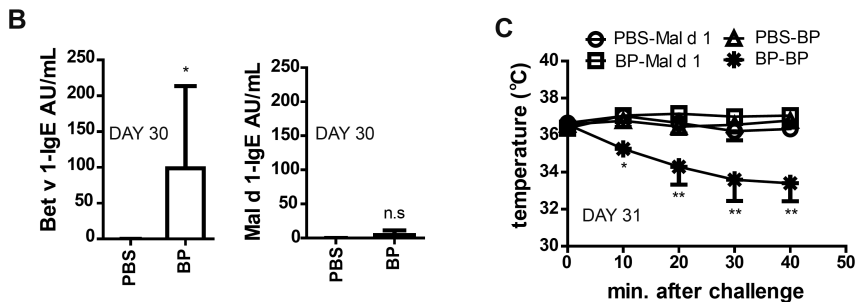 B
Bet v 1-IgE AU/mL
250
200
150
100
50
0
*
DAY 30
PBS
BP
Mal d 1-IgE AU/mL
250
200
150
100
50
0
DAY 30
n.s
PBS
BP
C
PBS-Mal d 1
PBS-BP
BP-Mal d 1
BP-BP
temperature (°C)
40
38
36
34
32
30
*
**
**
**
DAY 31
0
10
20
30
40
50
min. after challenge